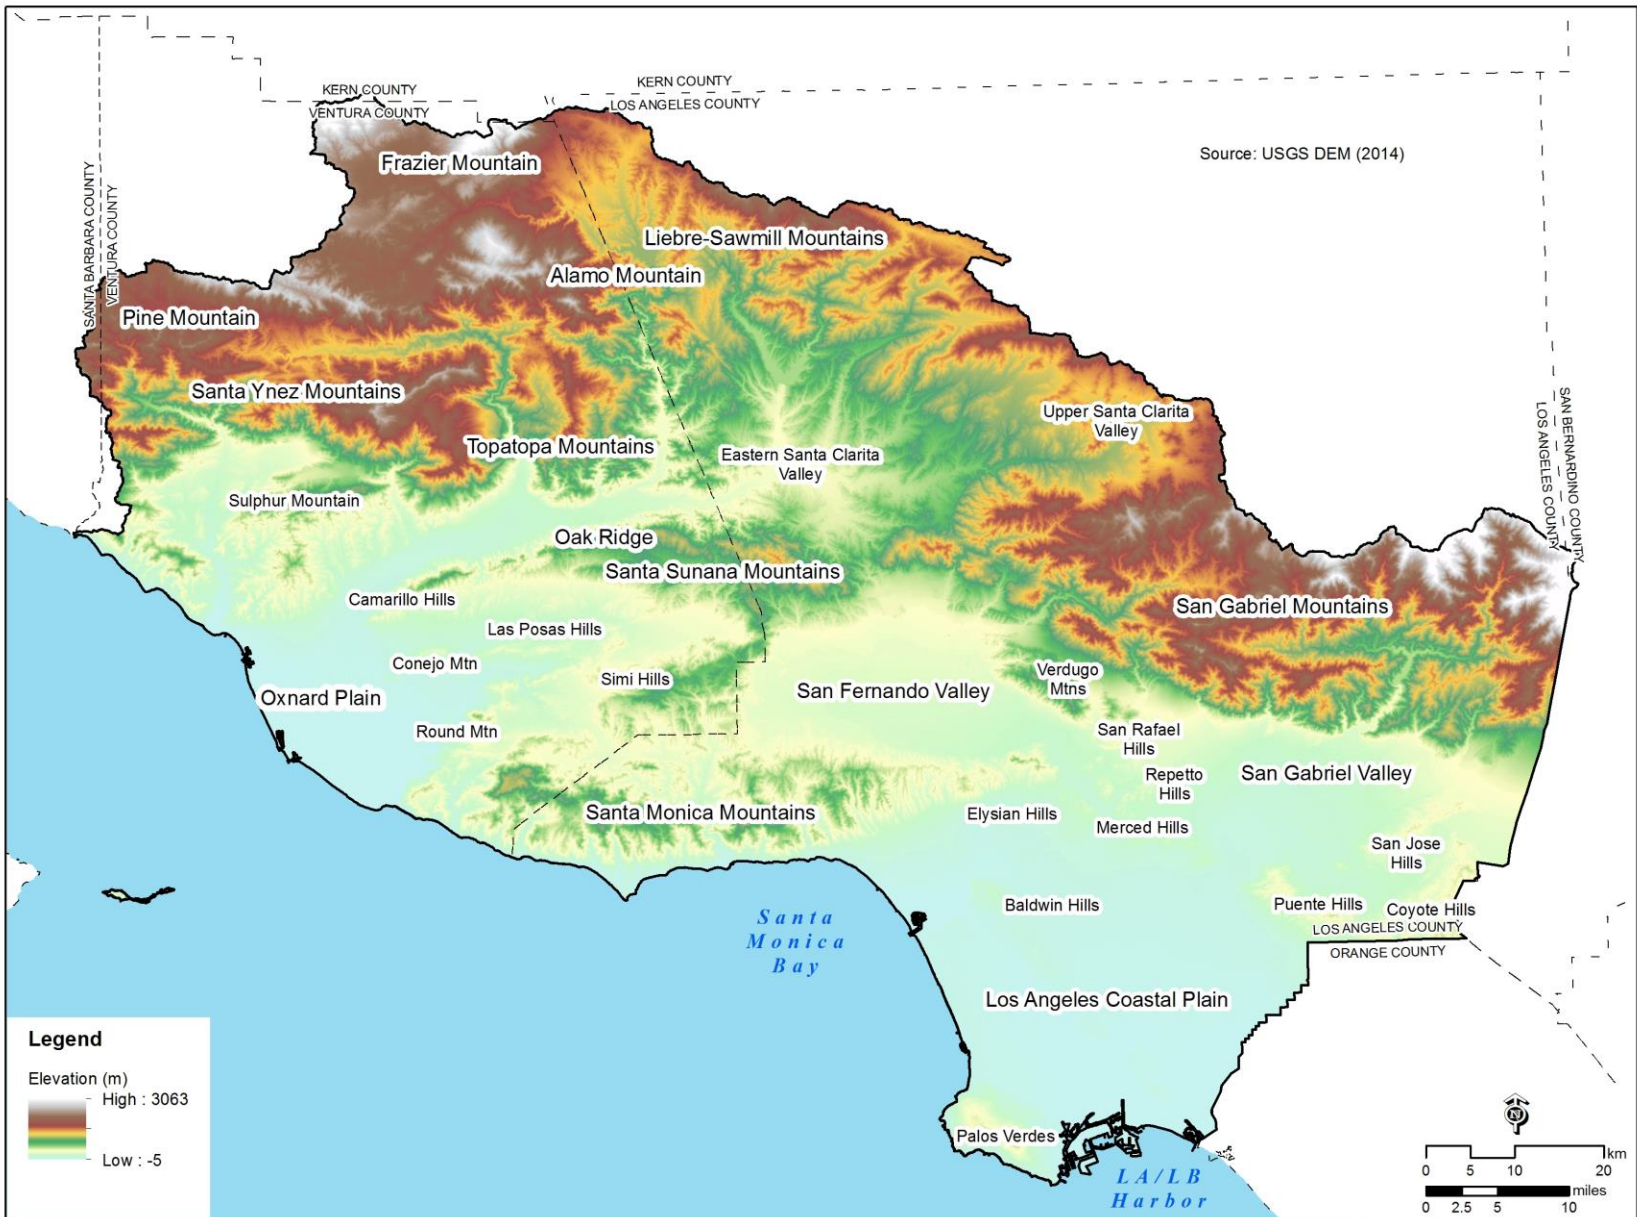 KERN COUNTY
VENTURA COUNTY
KERN COUNTY
LOS ANGELES COUNTY
Source: USGS DEM (2014)
SANTA BARBARA COUNTY
VENTURA COUNTY
Frazier Mountain
Liebre-Sawmill Mountains
Alamo Mountain
Pine Mountain
Santa Ynez Mountains
Topatopa Mountains
Upper Santa Clarita
Valley
SAN BERNARDINO COUNTY
LOS ANGELES COUNTY
Eastern Santa Clarita
Valley
Sulphur Mountain
Oak Ridge
Santa Sunana Mountains
Camarillo Hills
San Gabriel Mountains
Las Posas Hills
Conejo Mtn
Simi Hills
Verdugo
Mtns
Oxnard Plain
San Fernando Valley
Round Mtn
San Rafael
Hills
Repetto
Hills
San Gabriel Valley
Santa Monica Mountains
Elysian Hills
Merced Hills
San Jose
Hills
Baldwin Hills
Puente Hills
Coyote Hills
LOS ANGELES COUNTY
ORANGE COUNTY
Santa
Monica
Bay
Los Angeles Coastal Plain
Palos Verdes
LA/LB
Harbor
Legend
Elevation (m)
High : 3063
Low : -5
N
km
0 5 10 20
miles
0 2.5 5 10